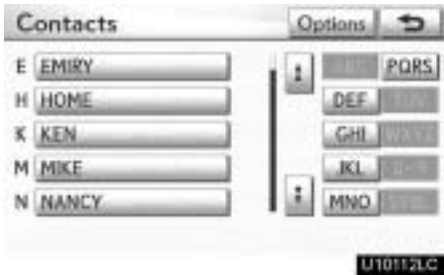 Contacts Options
E EMIRY PQRS
H HOME DEF
K KEN GHI
M MIKE JKL
N NANCY MNO
U10112LC